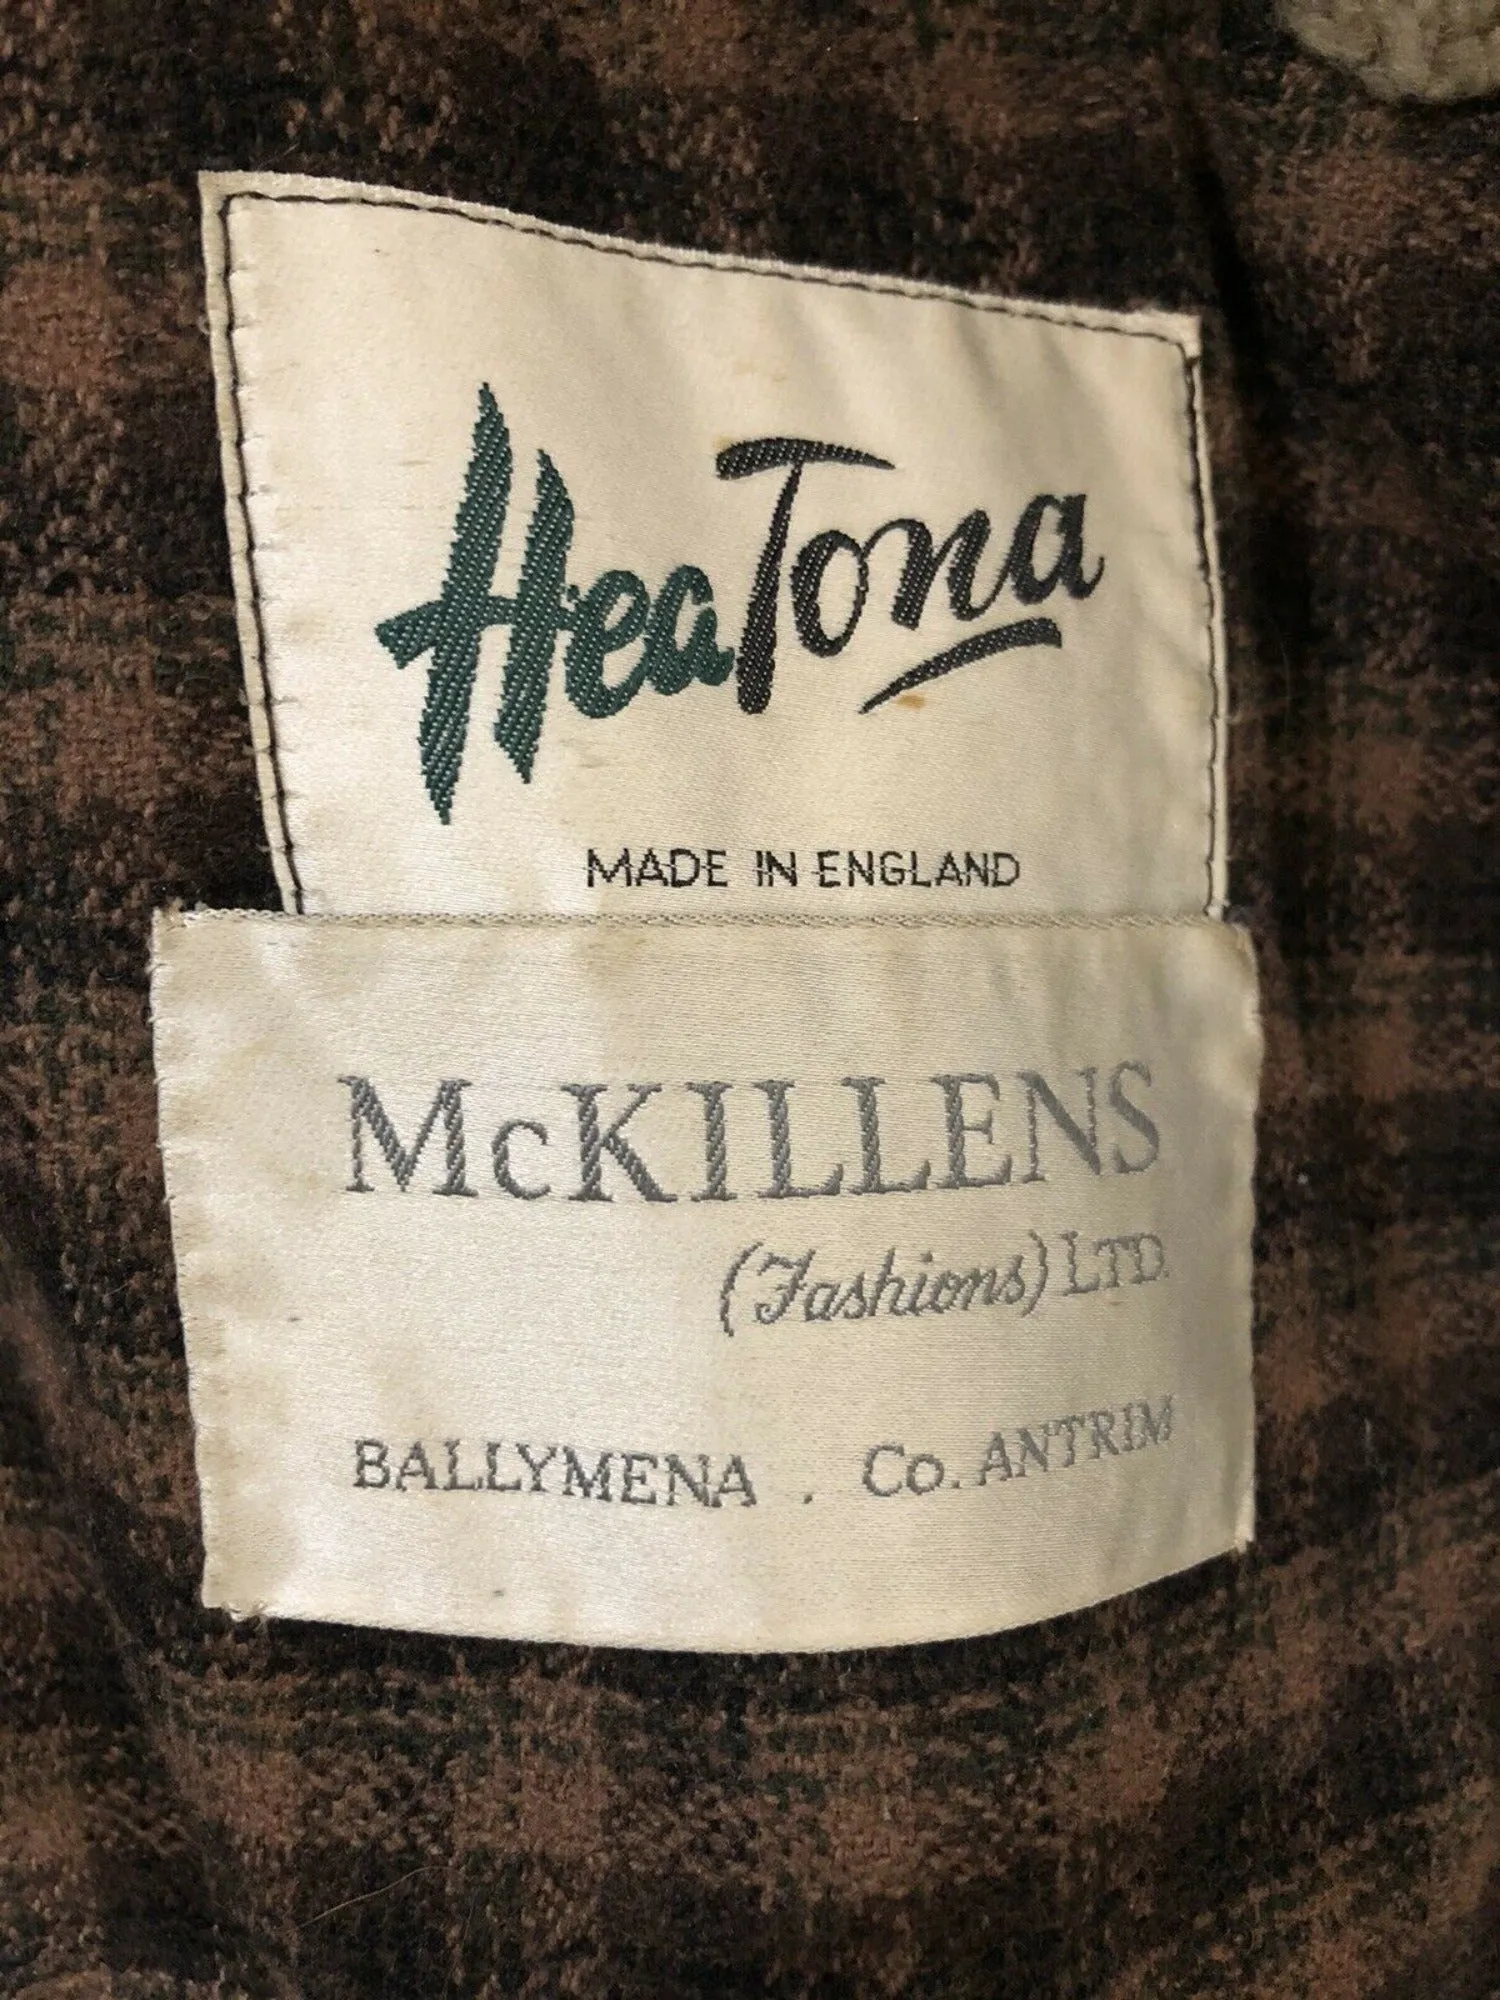 HeaTona
MADE IN ENGLAND
McKILLENS
(Fashions) LTD.
BALLYMENA . Co. ANTRIM